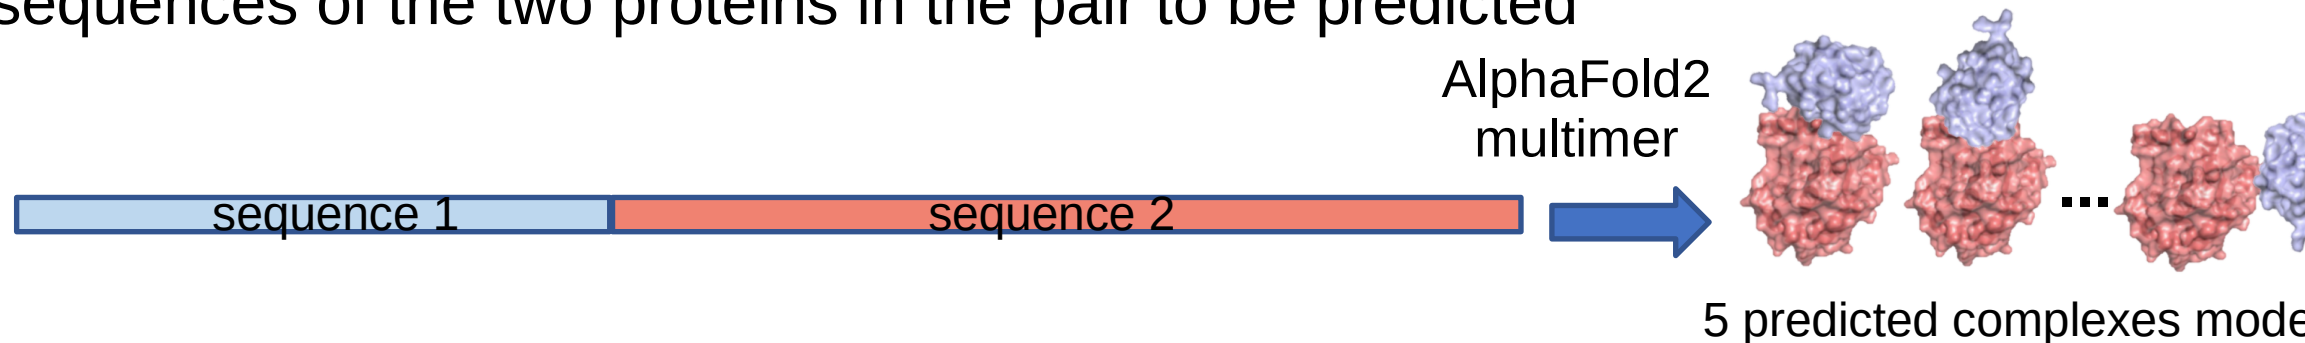 sequences of the two proteins in the pair to be predicted
AlphaFold2
multimer
sequence 1
sequence 2
...
5 predicted complexes